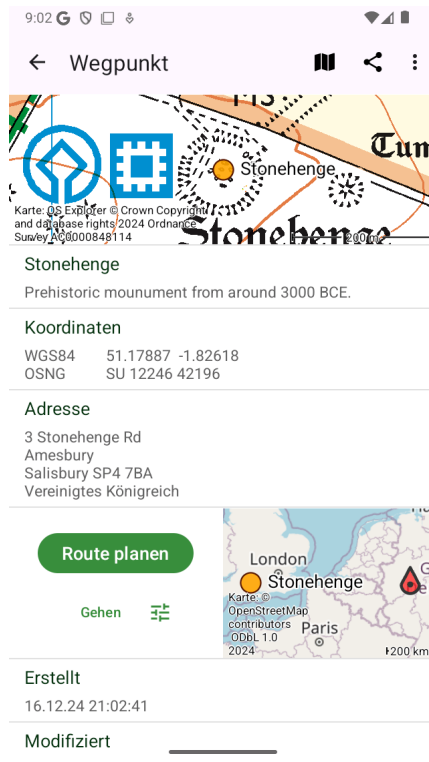 9:02
Wegpunkt
Tum
Stonehenge
Stonehenge
Karte: OS Explorer © Crown Copyright
and database rights 2024 Ordnance
Survey AC0000848114
200 m
Stonehenge
Prehistoric mounument from around 3000 BCE.
Koordinaten
WGS84 51.17887 -1.82618
OSNG SU 12246 42196
Adresse
3 Stonehenge Rd
Amesbury
Salisbury SP4 7BA
Vereinigtes Königreich
Route planen
Gehen
London
Stonehenge
Karte: ©
OpenStreetMap
contributors
ODbL 1.0
2024
Paris
200 km
Erstellt
16.12.24 21:02:41
Modifiziert